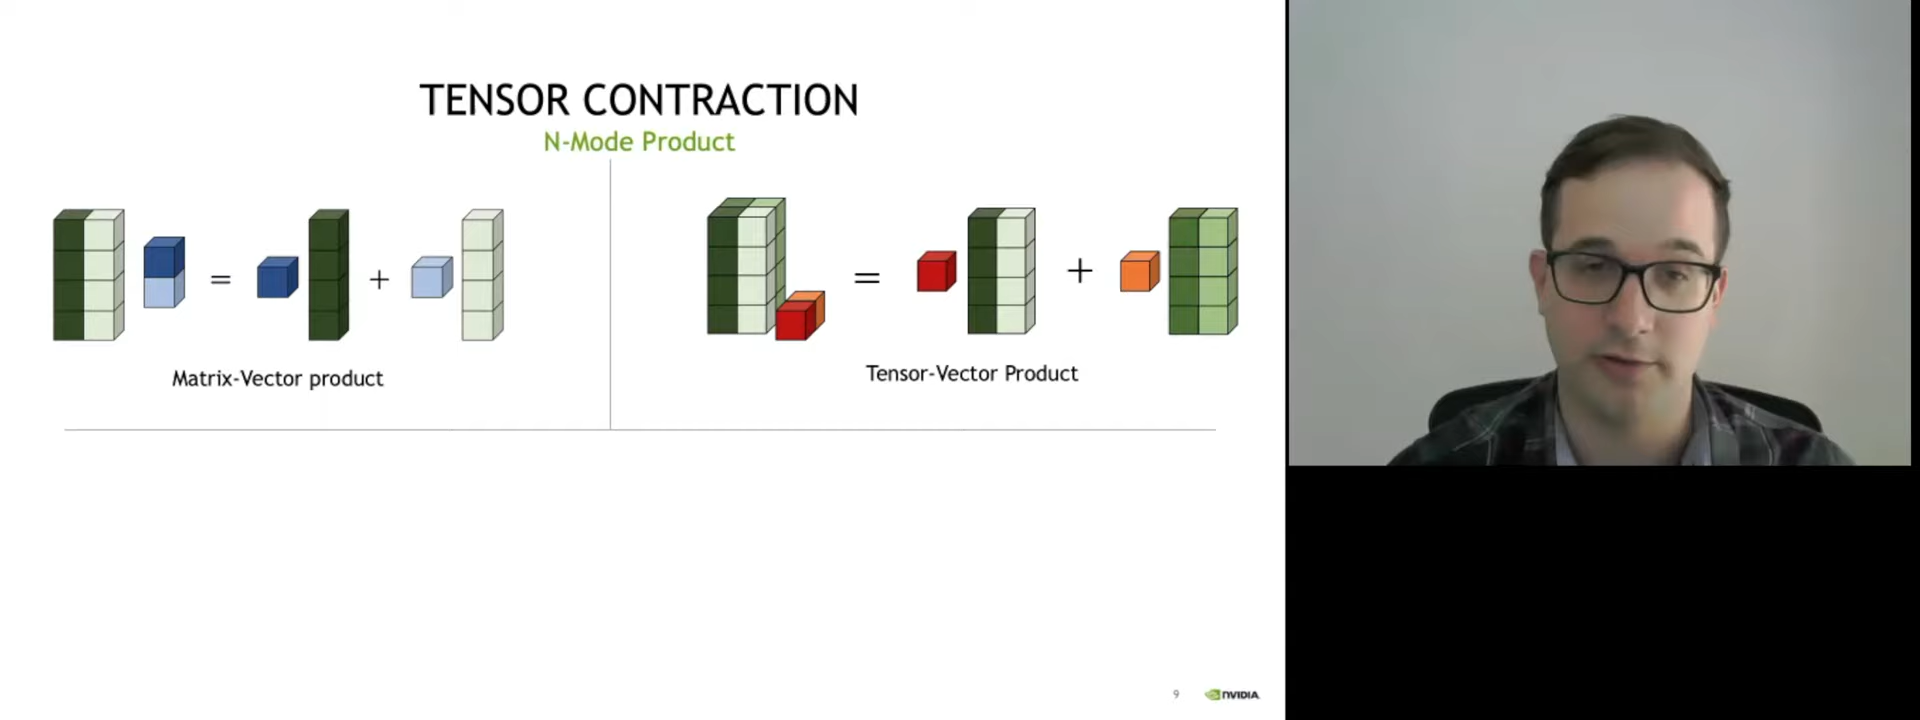 TENSOR CONTRACTION
N-Mode Product
=
+
=
+
Matrix-Vector product
Tensor-Vector Product
9
NVIDIA